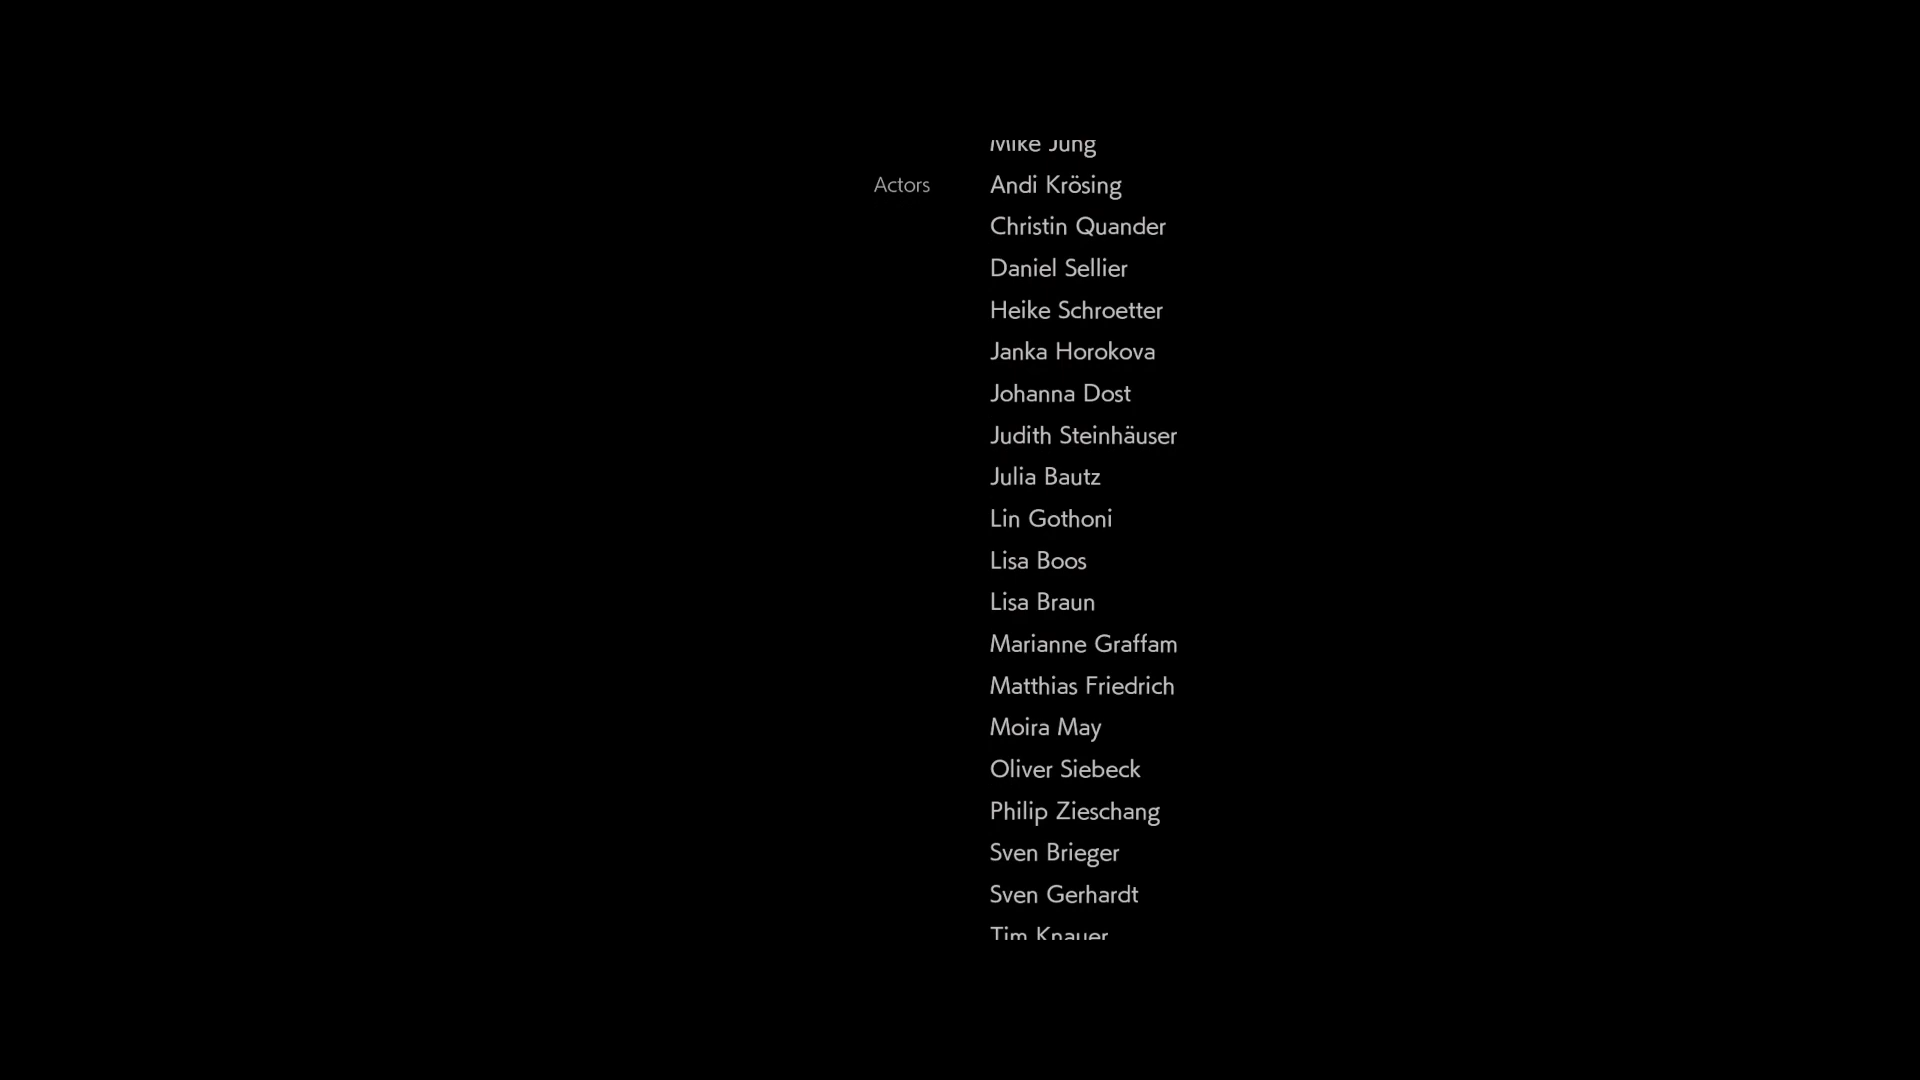 Mike Jung
Actors Andi Krösing
Christin Quander
Daniel Sellier
Heike Schroetter
Janka Horokova
Johanna Dost
Judith Steinhäuser
Julia Bautz
Lin Gothoni
Lisa Boos
Lisa Braun
Marianne Graffam
Matthias Friedrich
Moira May
Oliver Siebeck
Philip Zieschang
Sven Brieger
Sven Gerhardt
Tim Knauer